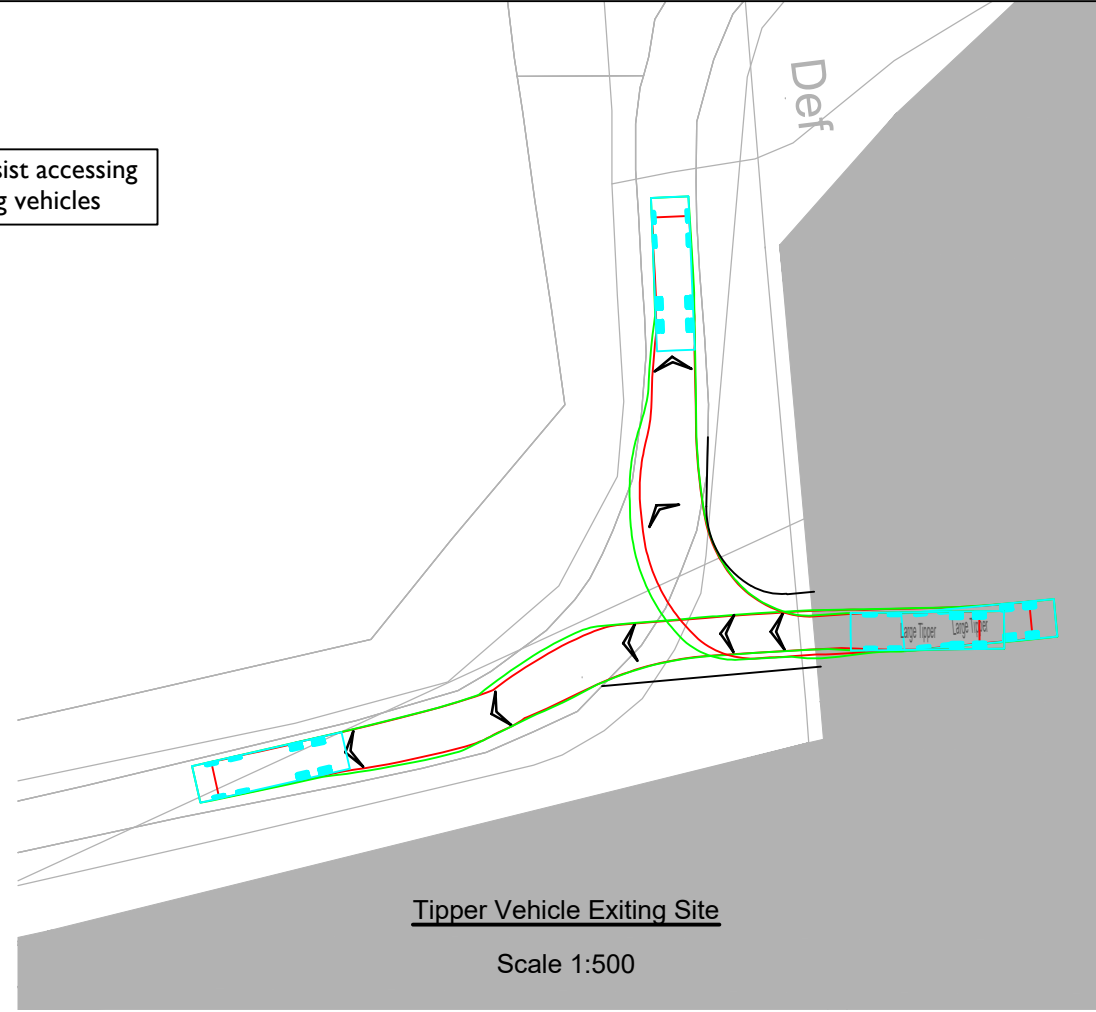 Def
sist accessing
g vehicles
Large Tipper
Large Tipper
Tipper Vehicle Exiting Site
Scale 1:500